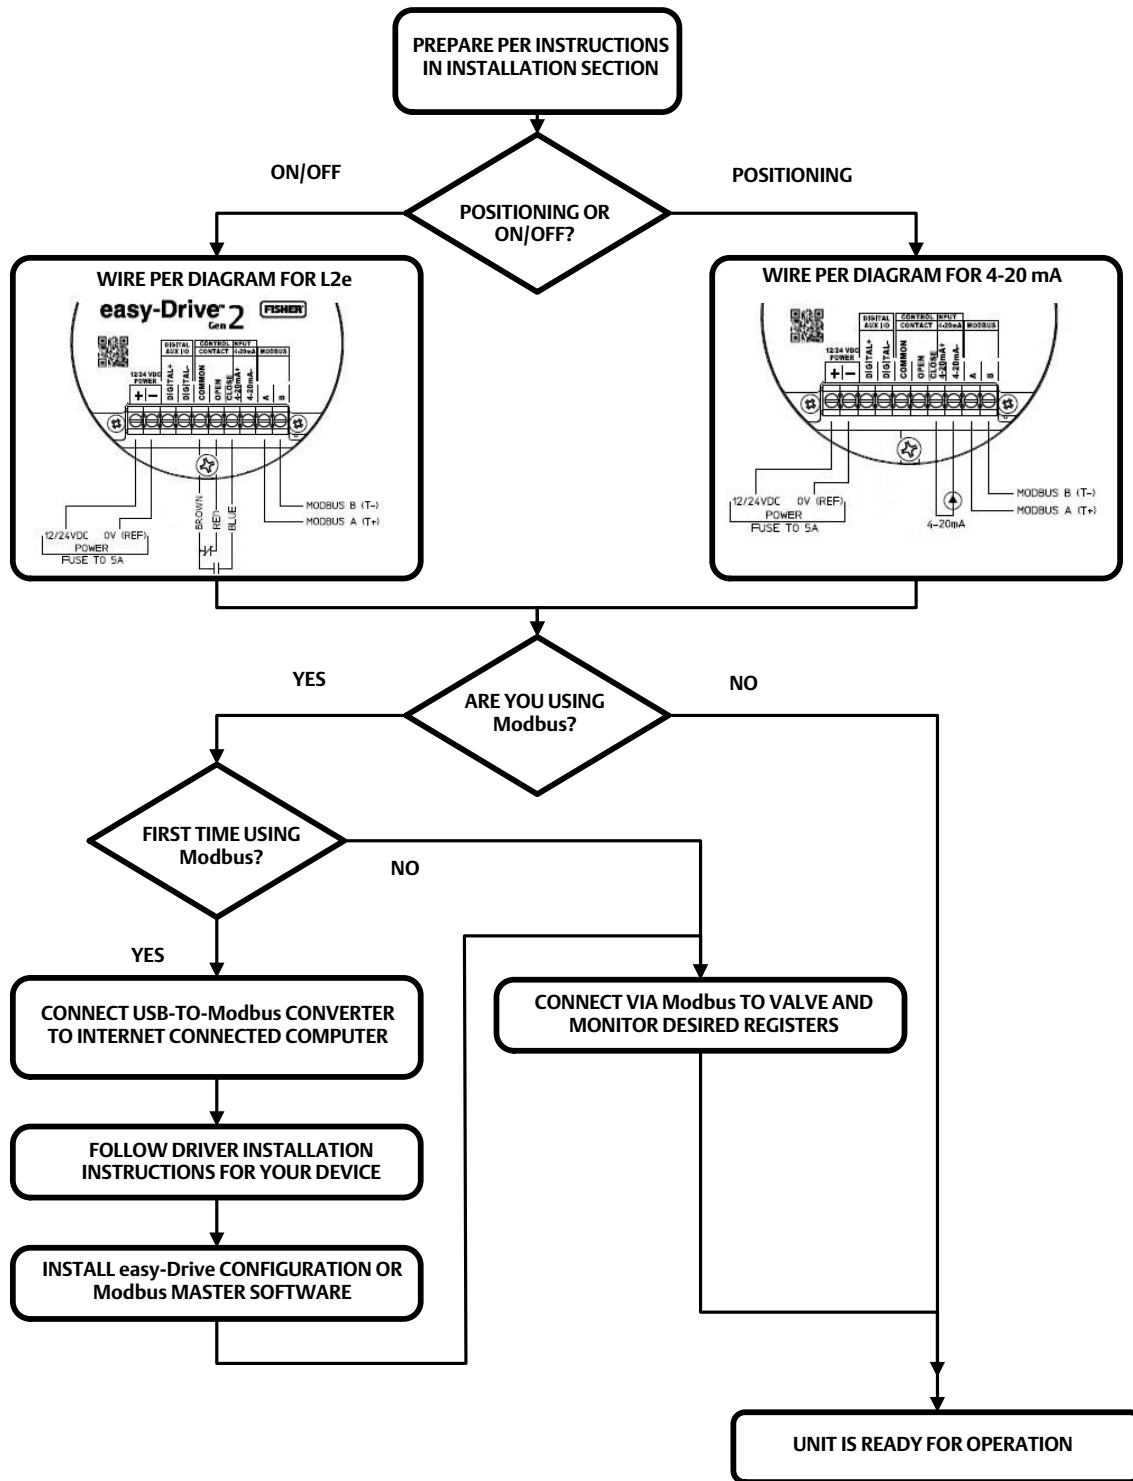 PREPARE PER INSTRUCTIONS
IN INSTALLATION SECTION
ON/OFF
POSITIONING
POSITIONING OR
ON/OFF?
WIRE PER DIAGRAM FOR L2e
easy-Drive™
Gen 2
FISHER
DIGITAL
AUX I/O
CONTROL INPUT
CONTACT
4-20mA
MODBUS
12/24 VDC
POWER
+
−
DIGITAL+
DIGITAL-
COMMON
OPEN
CLOSE
4-20mA+
4-20mA-
A
B
BROWN
RED
BLUE
MODBUS B (T-)
MODBUS A (T+)
12/24VDC 0V (REF)
POWER
FUSE TO 5A
WIRE PER DIAGRAM FOR 4-20 mA
DIGITAL
AUX I/O
CONTROL INPUT
CONTACT
4-20mA
MODBUS
12/24 VDC
POWER
+
−
DIGITAL+
DIGITAL-
COMMON
OPEN
CLOSE
4-20mA+
4-20mA-
A
B
MODBUS B (T-)
MODBUS A (T+)
4-20mA
12/24VDC 0V (REF)
POWER
FUSE TO 5A
YES
NO
ARE YOU USING
Modbus?
FIRST TIME USING
Modbus?
NO
YES
CONNECT USB-TO-Modbus CONVERTER
TO INTERNET CONNECTED COMPUTER
CONNECT VIA Modbus TO VALVE AND
MONITOR DESIRED REGISTERS
FOLLOW DRIVER INSTALLATION
INSTRUCTIONS FOR YOUR DEVICE
INSTALL easy-Drive CONFIGURATION OR
Modbus MASTER SOFTWARE
UNIT IS READY FOR OPERATION